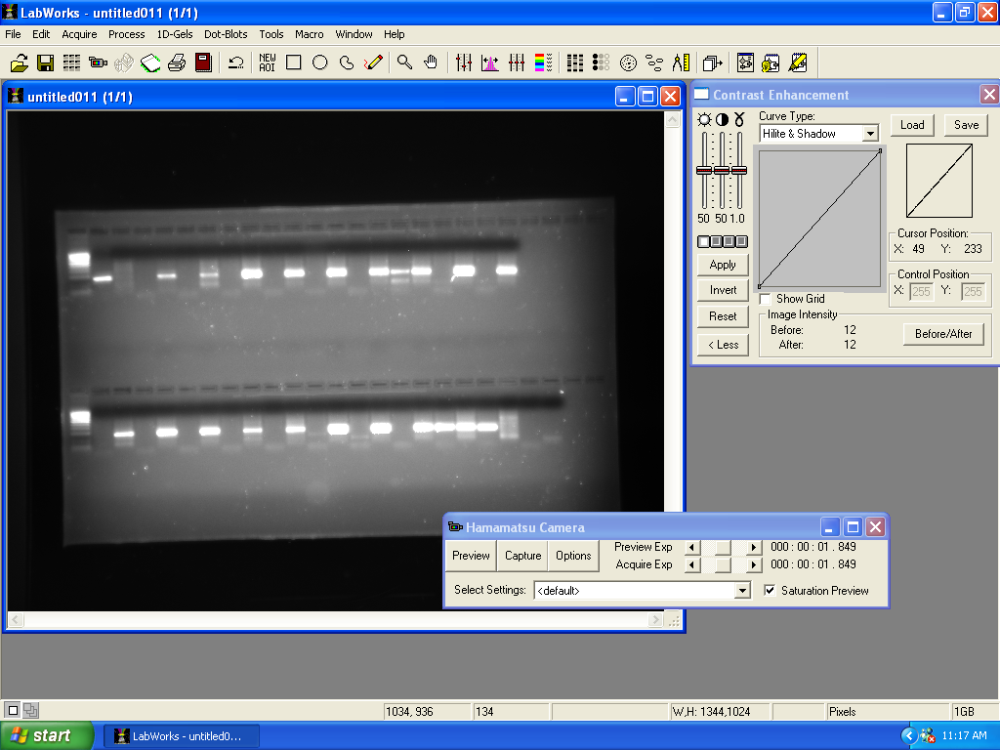 LabWorks - untitled011 (1/1)
File Edit Acquire Process 1D-Gels Dot-Blots Tools Macro Window Help
NEW AOI
untitled011 (1/1)
Contrast Enhancement
Curve Type:
Hilite & Shadow
Load Save
50 50 1.0
Cursor Position:
X: 49 Y: 233
Apply
Control Position
X: 255 Y: 255
Invert
Show Grid
Reset
Image Intensity
Before: 12
After: 12
Before/After
< Less
Hamamatsu Camera
Preview Capture Options
Preview Exp 000 : 00 : 01 . 849
Acquire Exp 000 : 00 : 01 . 849
Select Settings: <default> Saturation Preview
1034, 936 134 W,H: 1344,1024 Pixels 1GB
start LabWorks - untitled0... 11:17 AM